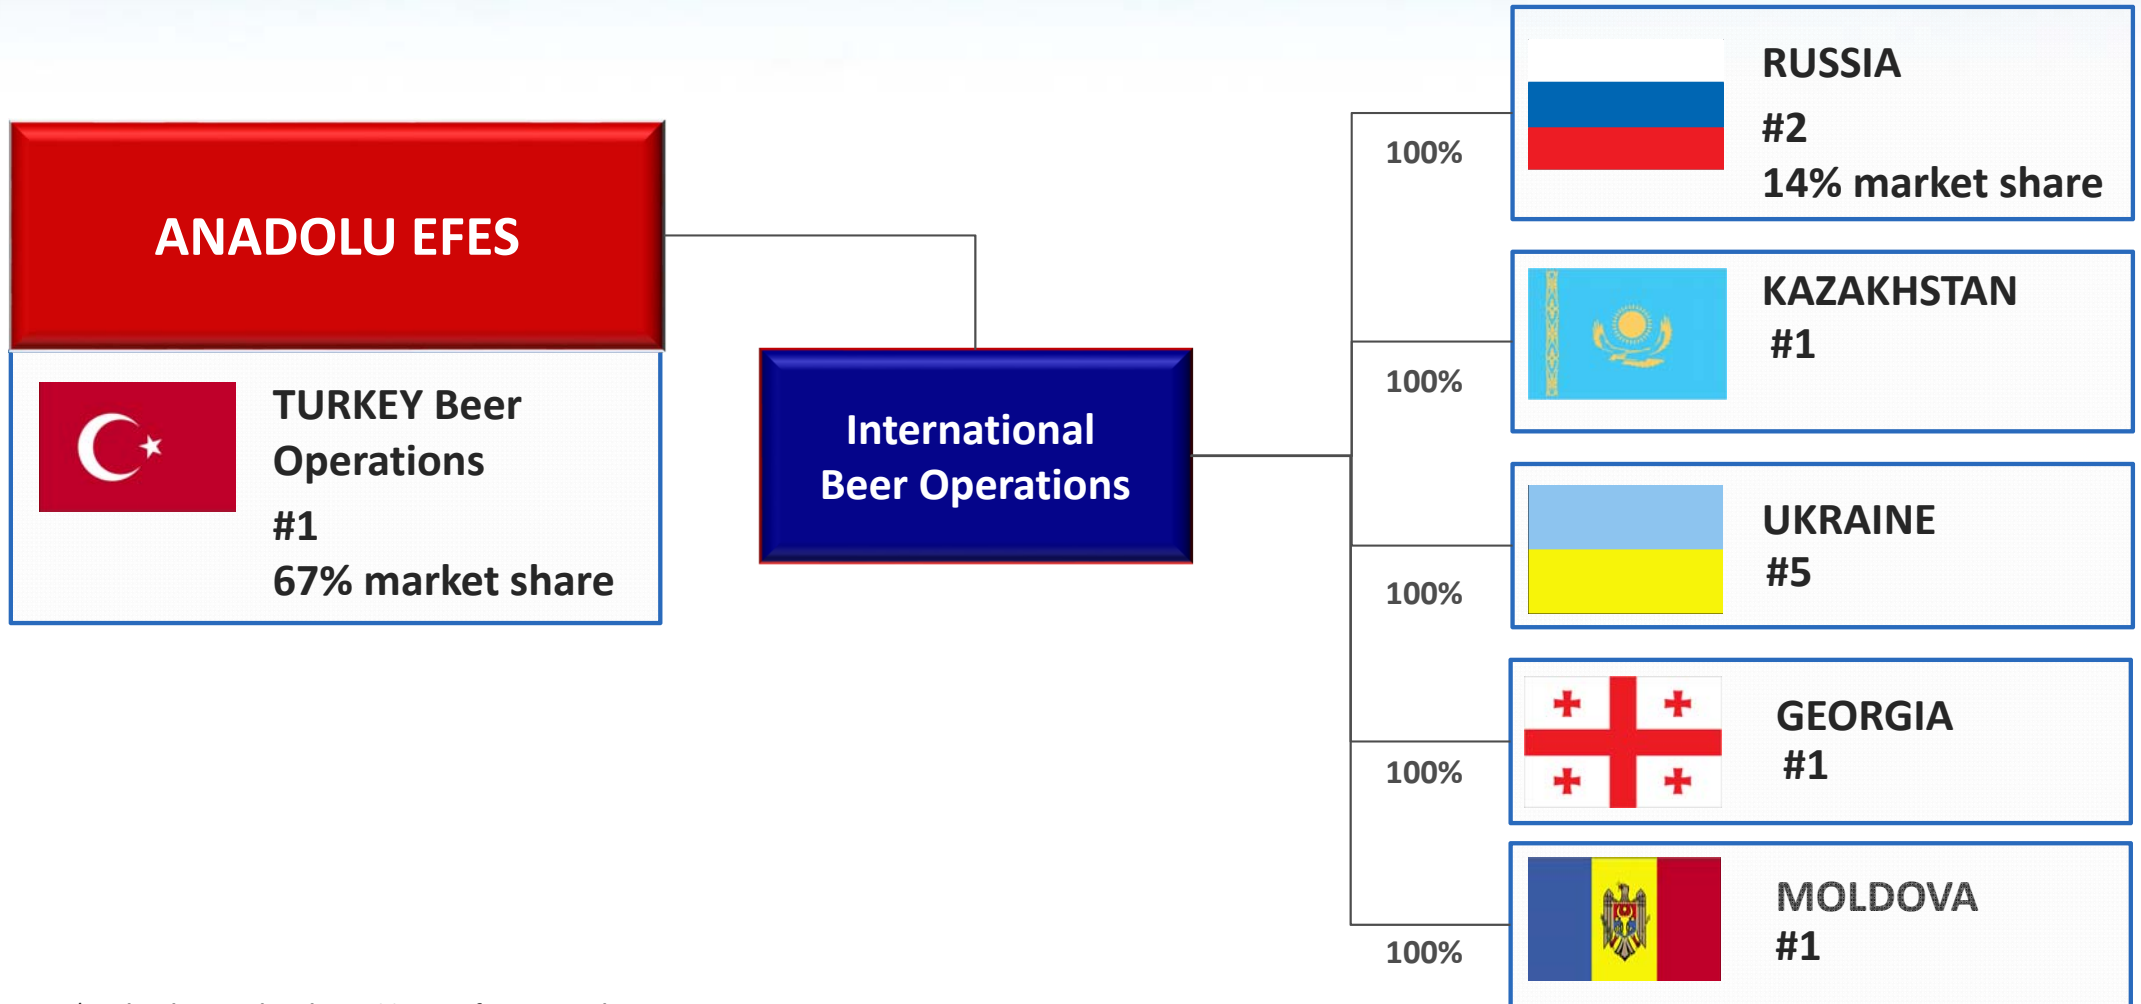 ANADOLU EFES
TURKEY Beer
Operations
#1
67% market share
International
Beer Operations
100%
RUSSIA
#2
14% market share
100%
KAZAKHSTAN
#1
100%
UKRAINE
#5
100%
GEORGIA
#1
100%
MOLDOVA
#1